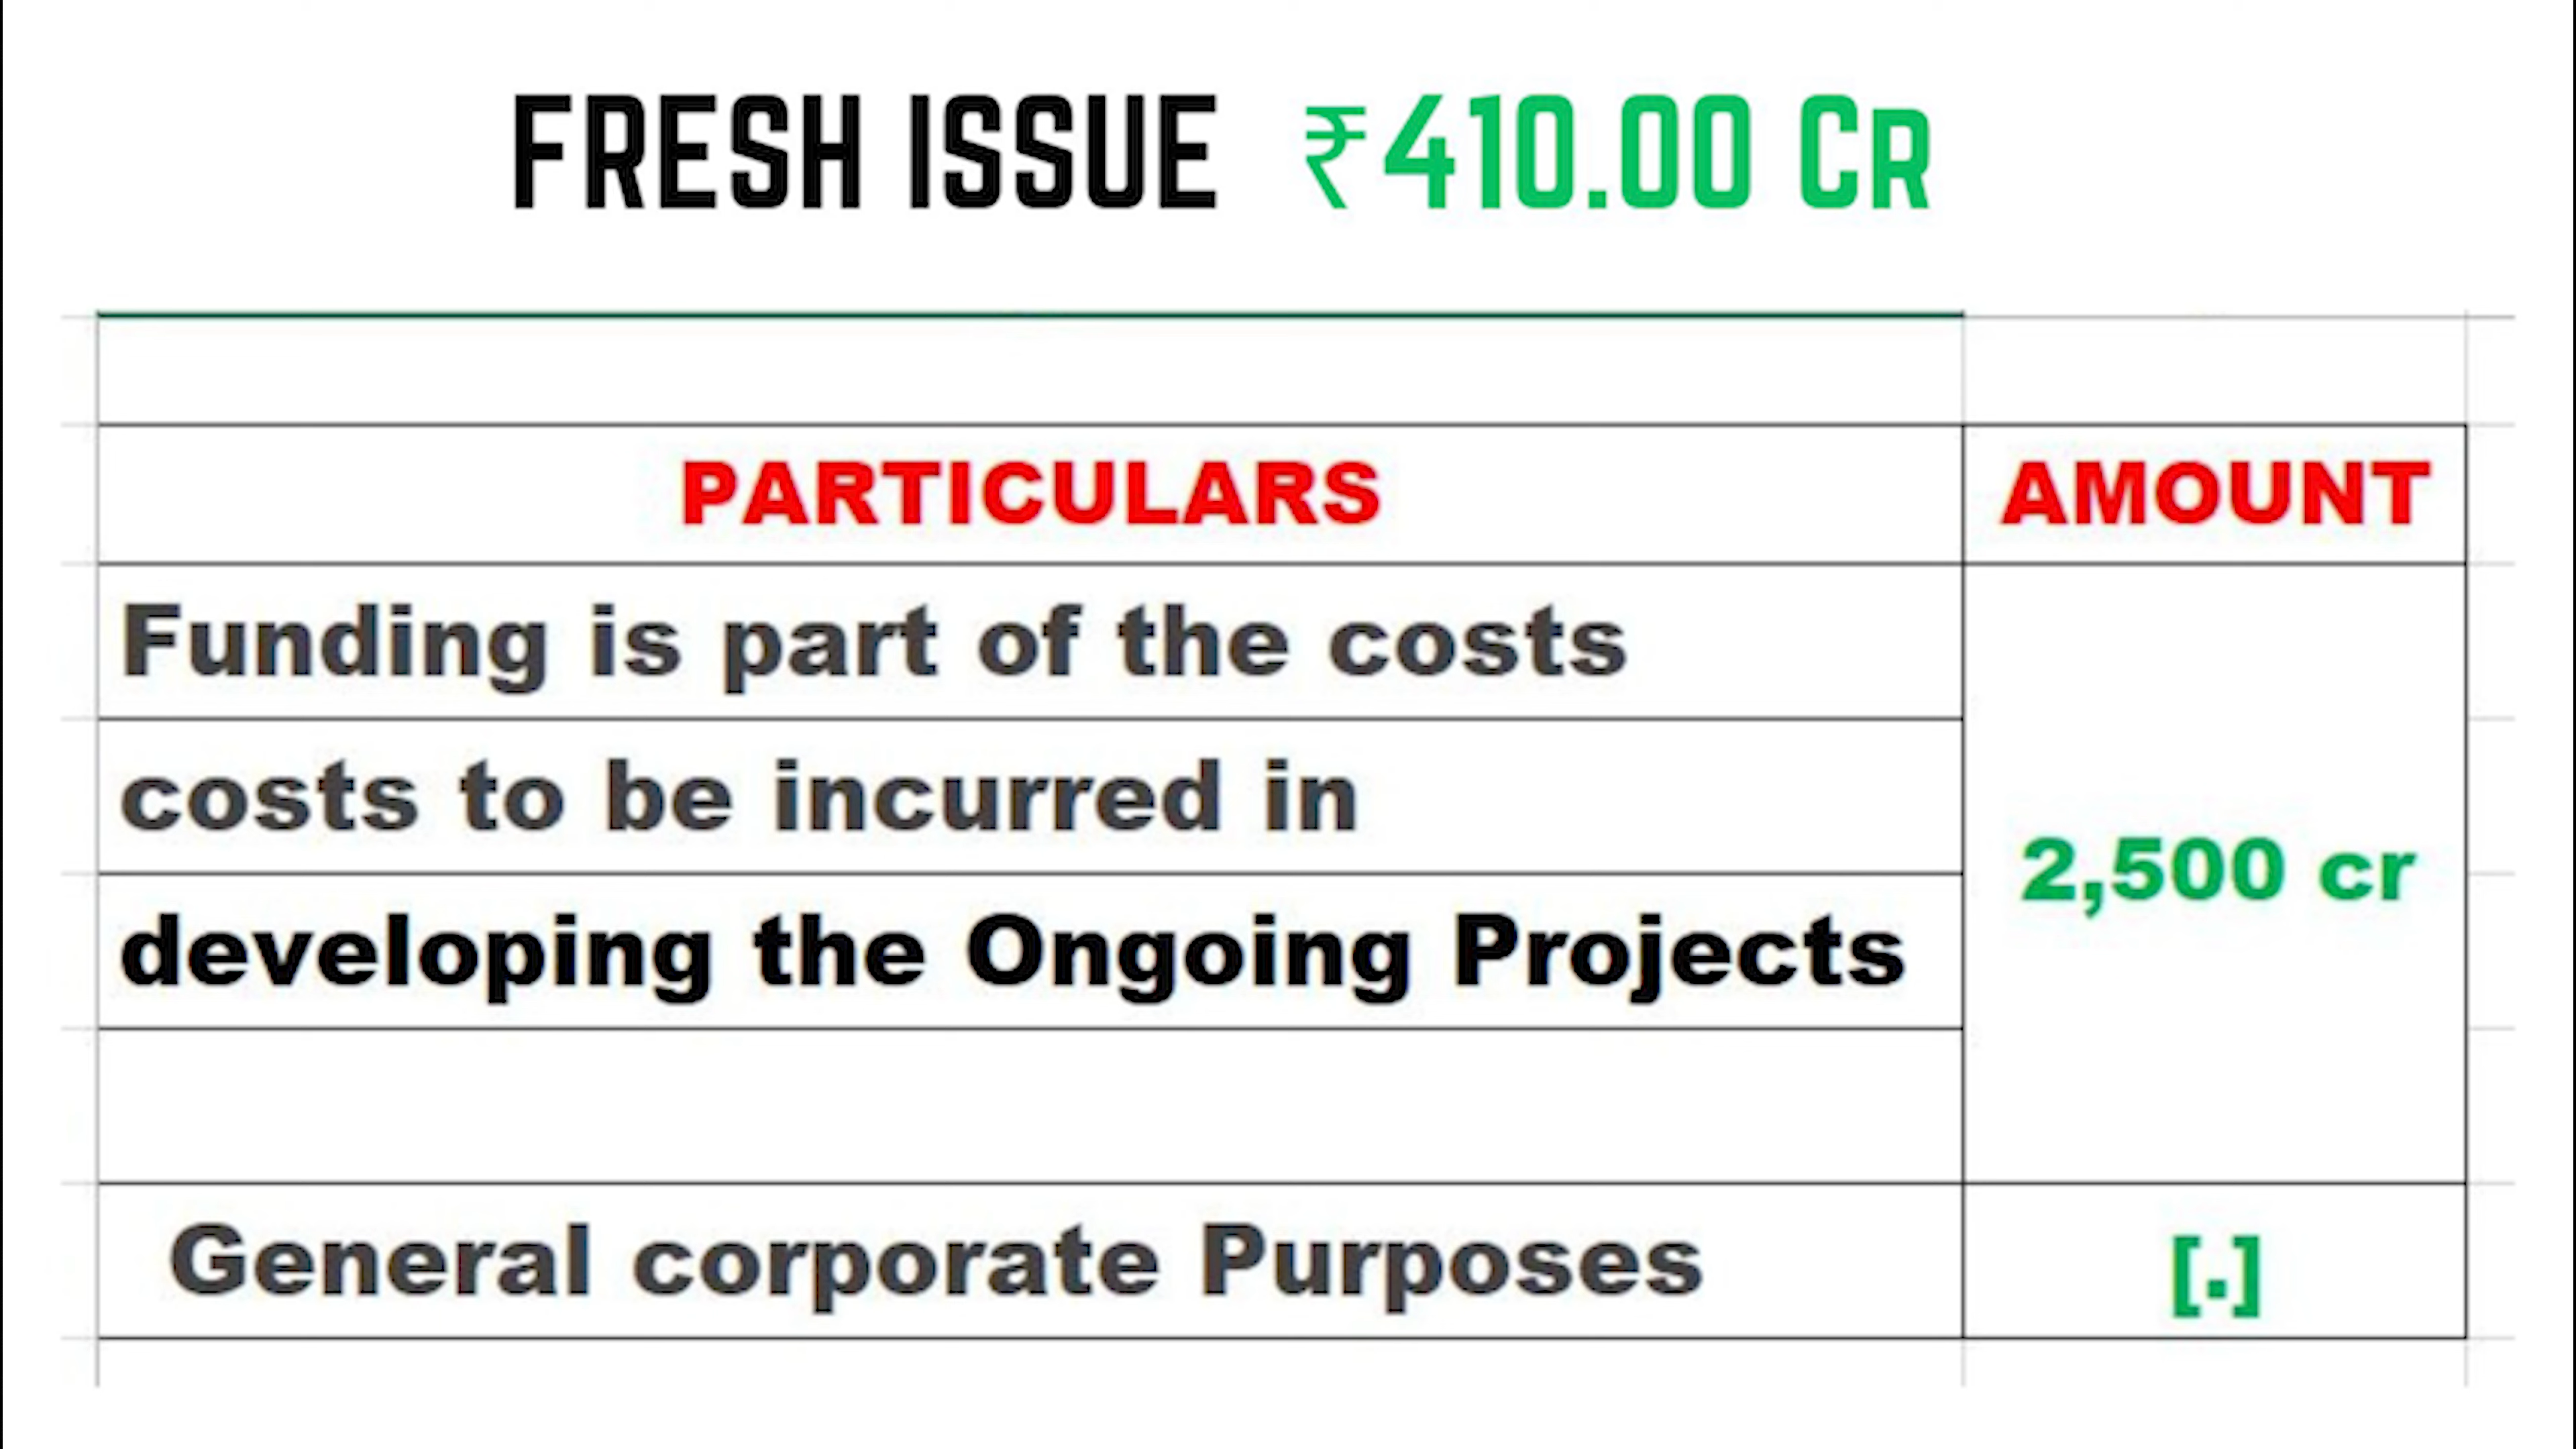 FRESH ISSUE ₹410.00 CR
PARTICULARS AMOUNT
Funding is part of the costs
costs to be incurred in
2,500 cr
developing the Ongoing Projects
General corporate Purposes [.]